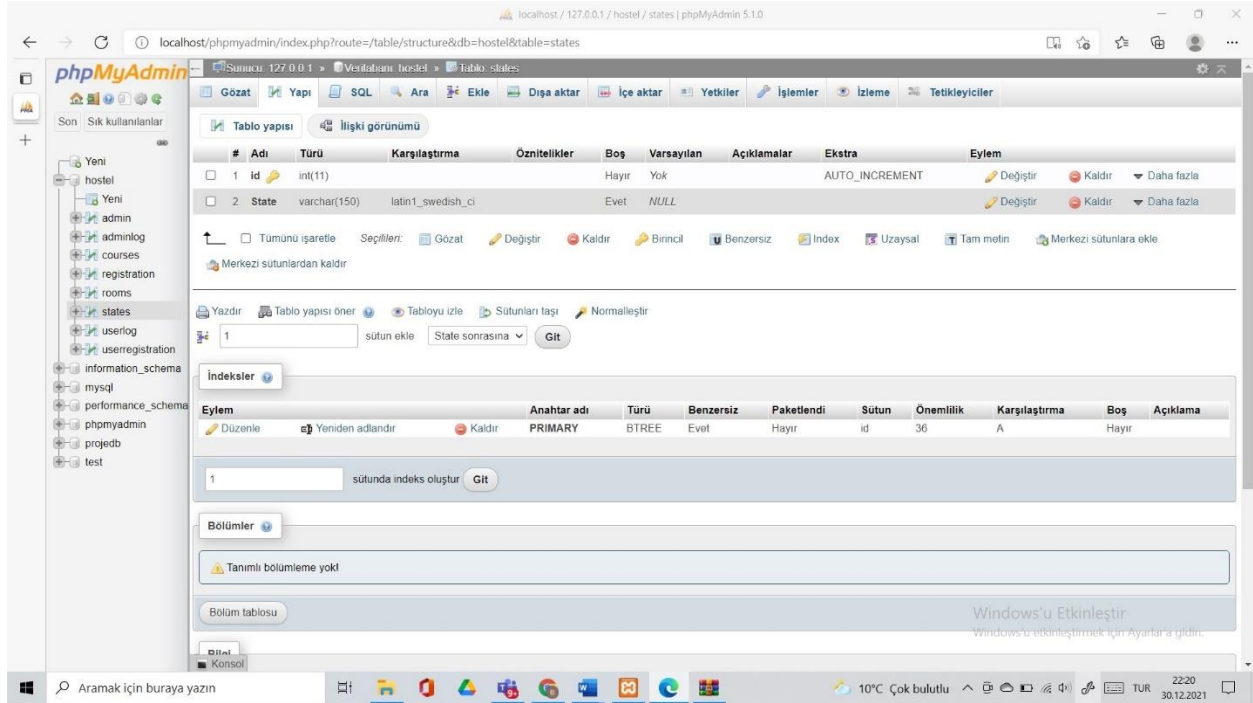 localhost / 127.0.0.1 / hostel / states | phpMyAdmin 5.1.0
localhost/phpmyadmin/index.php?route=/table/structure&db=hostel&table=states
phpMyAdmin
Son Sık kullanılanlar
Yeni
hostel
Yeni
admin
adminlog
courses
registration
rooms
states
userlog
userregistration
information_schema
mysql
performance_schema
phpmyadmin
projedb
test
Sunucu: 127.0.0.1 » Veritabanı: hostel » Tablo: states
Gözat Yapı SQL Ara Ekle Dışa aktar İçe aktar Yetkiler İşlemler İzleme Tetikleyiciler
Tablo yapısı İlişki görünümü
# Adı Türü Karşılaştırma Öznitelikler Boş Varsayılan Açıklamalar Ekstra Eylem
1 id int(11) Hayır Yok AUTO_INCREMENT Değiştir Kaldır Daha fazla
2 State varchar(150) latin1_swedish_ci Evet NULL Değiştir Kaldır Daha fazla
Tümünü işaretle Seçilileri: Gözat Değiştir Kaldır Birincil Benzersiz Index Uzaysal Tam metin Merkezi sütunlara ekle
Merkezi sütunlardan kaldır
Yazdır Tablo yapısı öner Tabloyu izle Sütunları taşı Normalleştir
1 sütun ekle State sonrasına Git
İndeksler
Eylem Anahtar adı Türü Benzersiz Paketlendi Sütun Önemlilik Karşılaştırma Boş Açıklama
Düzenle Yeniden adlandır Kaldır PRIMARY BTREE Evet Hayır id 36 A Hayır
1 sütunda indeks oluştur Git
Bölümler
Tanımlı bölümleme yok!
Bölüm tablosu
Bilgi
Konsol
Windows'u Etkinleştir
Windows'u etkinleştirmek için Ayarlar'a gidin.
Aramak için buraya yazın
10°C Çok bulutlu
TUR
22:20
30.12.2021